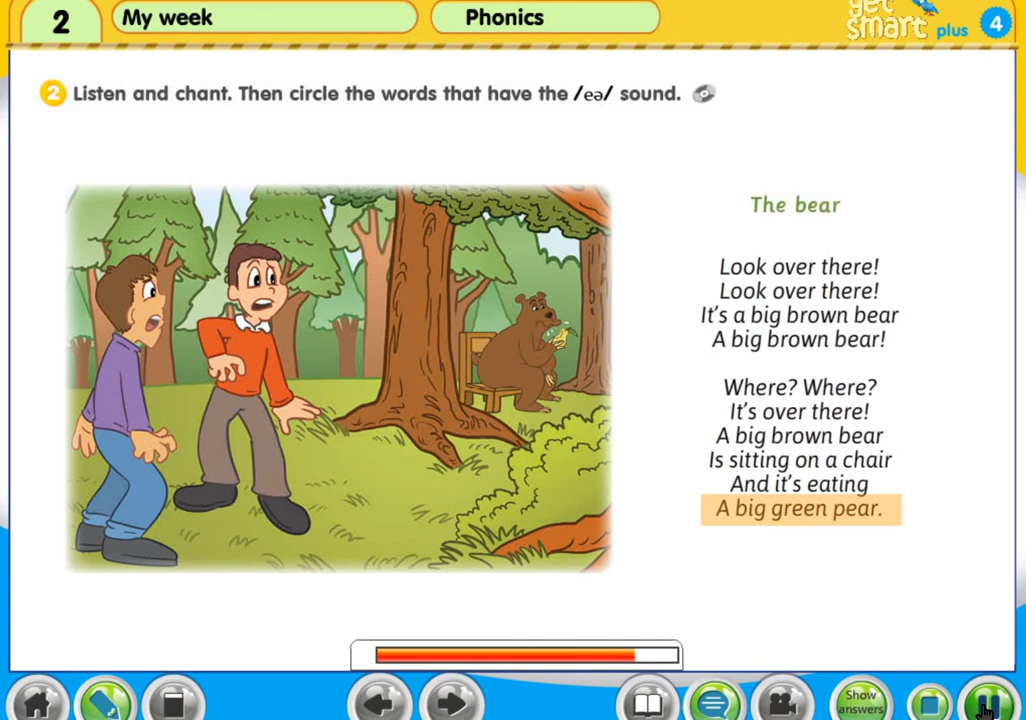 2 My week Phonics get smart plus 4
2 Listen and chant. Then circle the words that have the /eə/ sound.
The bear
Look over there!
Look over there!
It's a big brown bear
A big brown bear!
Where? Where?
It's over there!
A big brown bear
Is sitting on a chair
And it's eating
A big green pear.
Show
answers